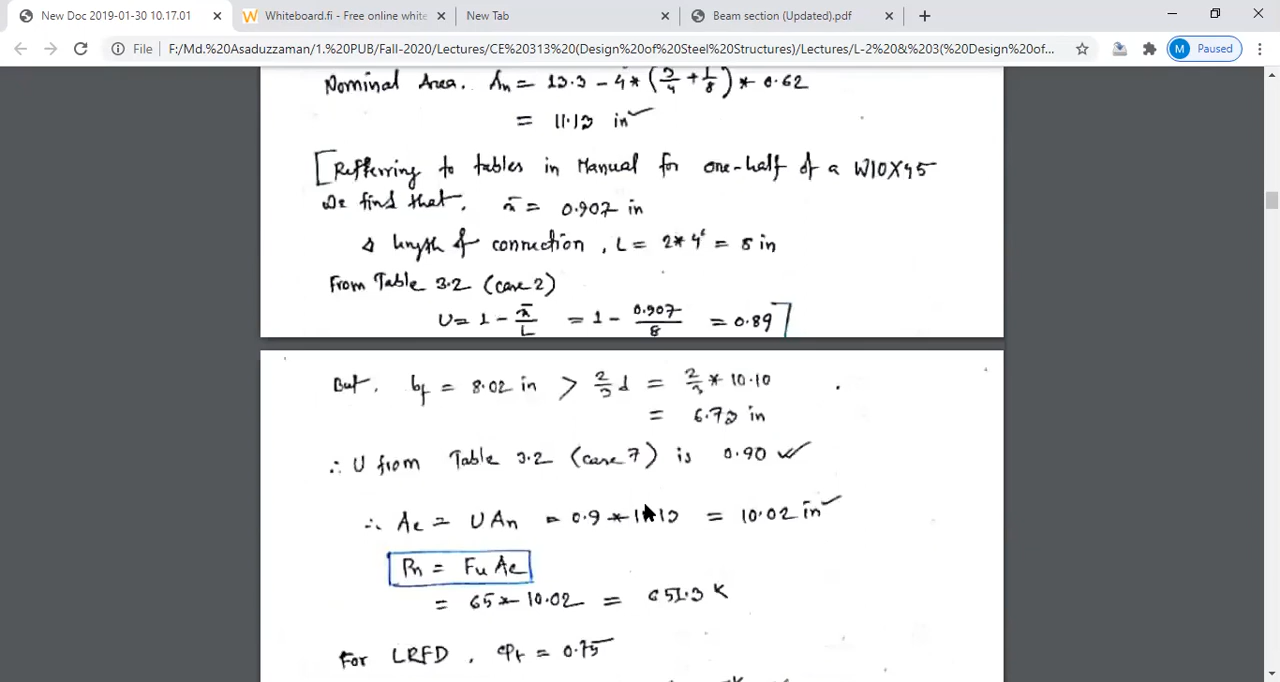 New Doc 2019-01-30 10.17.01
Whiteboard.fi - Free online white
New Tab
Beam section (Updated).pdf
File
F:/Md.%20Asaduzzaman/1.%20PUB/Fall-2020/Lectures/CE%20313%20(Design%20of%20Steel%20Structures)/Lectures/L-2%20&%203(%20Design%20of...
M Paused
Nominal Area. An = 13.3 - 4* (3/4 + 1/8) * 0.62
= 11.13 in²
[Refferring to tables in Manual for one-half of a W10X45
We find that. x̄ = 0.907 in
& length of connection, L = 2*4" = 8 in
From Table 3.2 (case 2)
U = 1 - x̄/L = 1 - 0.907/8 = 0.89]
But. bf = 8.02 in > 2/3 d = 2/3 * 10.10
= 6.73 in
∴ U from Table 3.2 (case 7) is 0.90 ✓
∴ Ae = UAn = 0.9 * 11.13 = 10.02 in²
Pn = Fu Ae
= 65 * 10.02 = 651.3 K
For LRFD, φt = 0.75